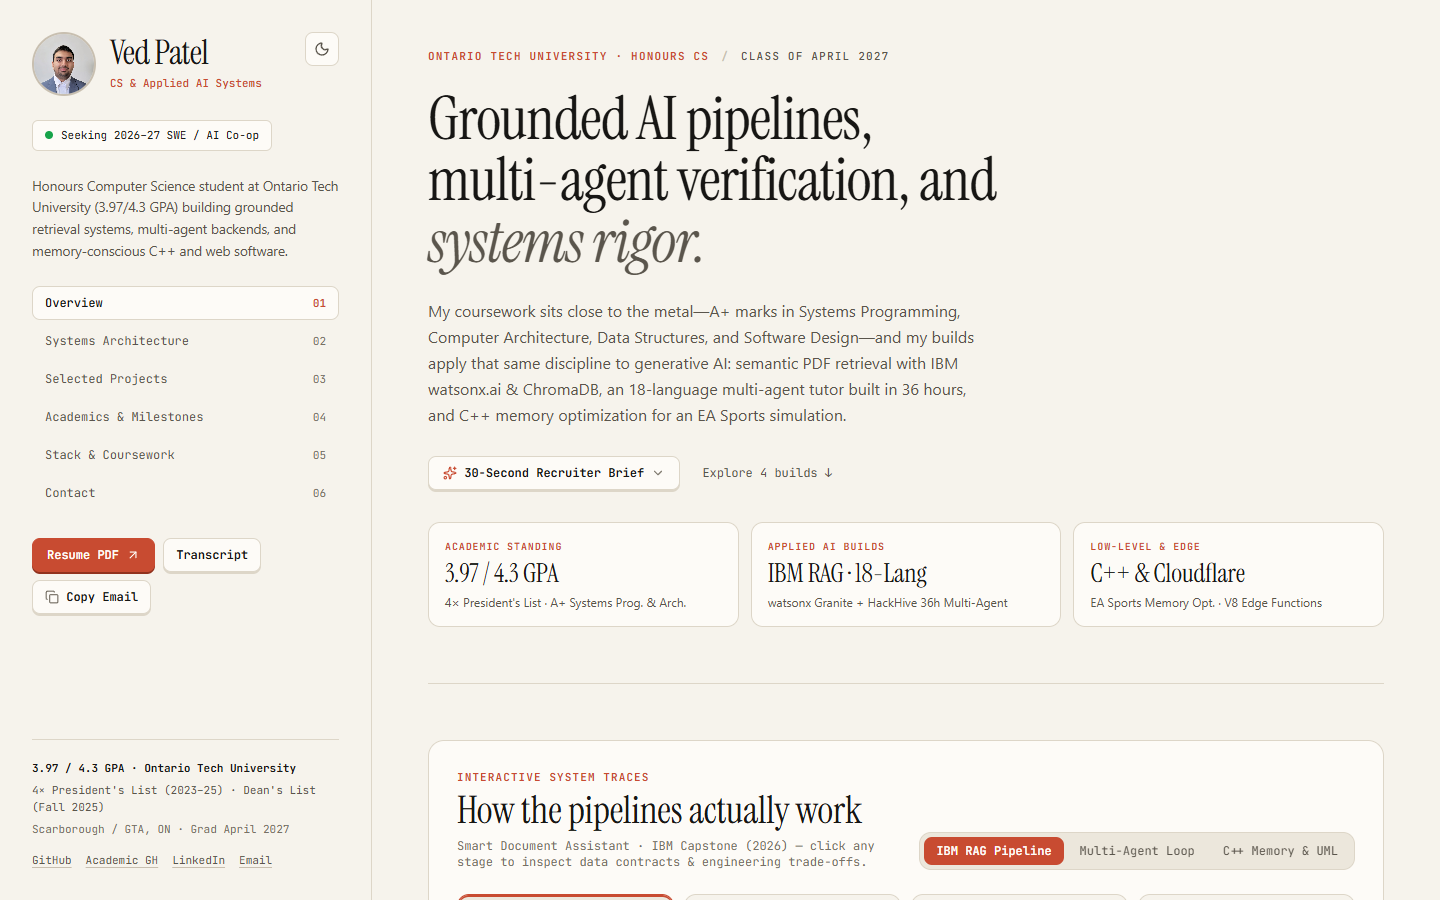 Ved Patel
CS & Applied AI Systems
Seeking 2026–27 SWE / AI Co-op
Honours Computer Science student at Ontario Tech
University (3.97/4.3 GPA) building grounded
retrieval systems, multi-agent backends, and
memory-conscious C++ and web software.
Overview 01
Systems Architecture 02
Selected Projects 03
Academics & Milestones 04
Stack & Coursework 05
Contact 06
Resume PDF
Transcript
Copy Email
3.97 / 4.3 GPA · Ontario Tech University
4× President's List (2023–25) · Dean's List
(Fall 2025)
Scarborough / GTA, ON · Grad April 2027
GitHub Academic GH LinkedIn Email
ONTARIO TECH UNIVERSITY · HONOURS CS / CLASS OF APRIL 2027
Grounded AI pipelines,
multi-agent verification, and
systems rigor.
My coursework sits close to the metal—A+ marks in Systems Programming,
Computer Architecture, Data Structures, and Software Design—and my builds
apply that same discipline to generative AI: semantic PDF retrieval with IBM
watsonx.ai & ChromaDB, an 18-language multi-agent tutor built in 36 hours,
and C++ memory optimization for an EA Sports simulation.
30-Second Recruiter Brief
Explore 4 builds ↓
ACADEMIC STANDING
3.97 / 4.3 GPA
4× President's List · A+ Systems Prog. & Arch.
APPLIED AI BUILDS
IBM RAG · 18-Lang
watsonx Granite + HackHive 36h Multi-Agent
LOW-LEVEL & EDGE
C++ & Cloudflare
EA Sports Memory Opt. · V8 Edge Functions
INTERACTIVE SYSTEM TRACES
How the pipelines actually work
Smart Document Assistant · IBM Capstone (2026) — click any
stage to inspect data contracts & engineering trade-offs.
IBM RAG Pipeline
Multi-Agent Loop
C++ Memory & UML